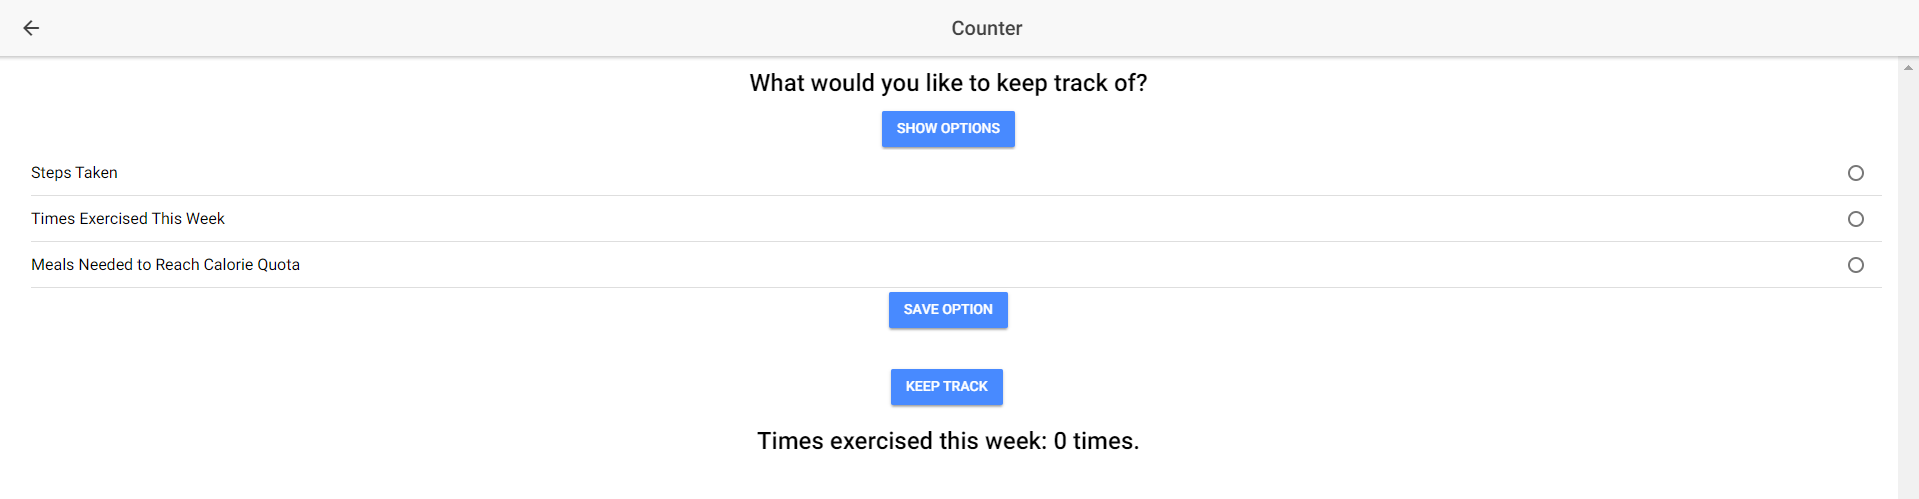 Counter
What would you like to keep track of?
SHOW OPTIONS
Steps Taken
Times Exercised This Week
Meals Needed to Reach Calorie Quota
SAVE OPTION
KEEP TRACK
Times exercised this week: 0 times.